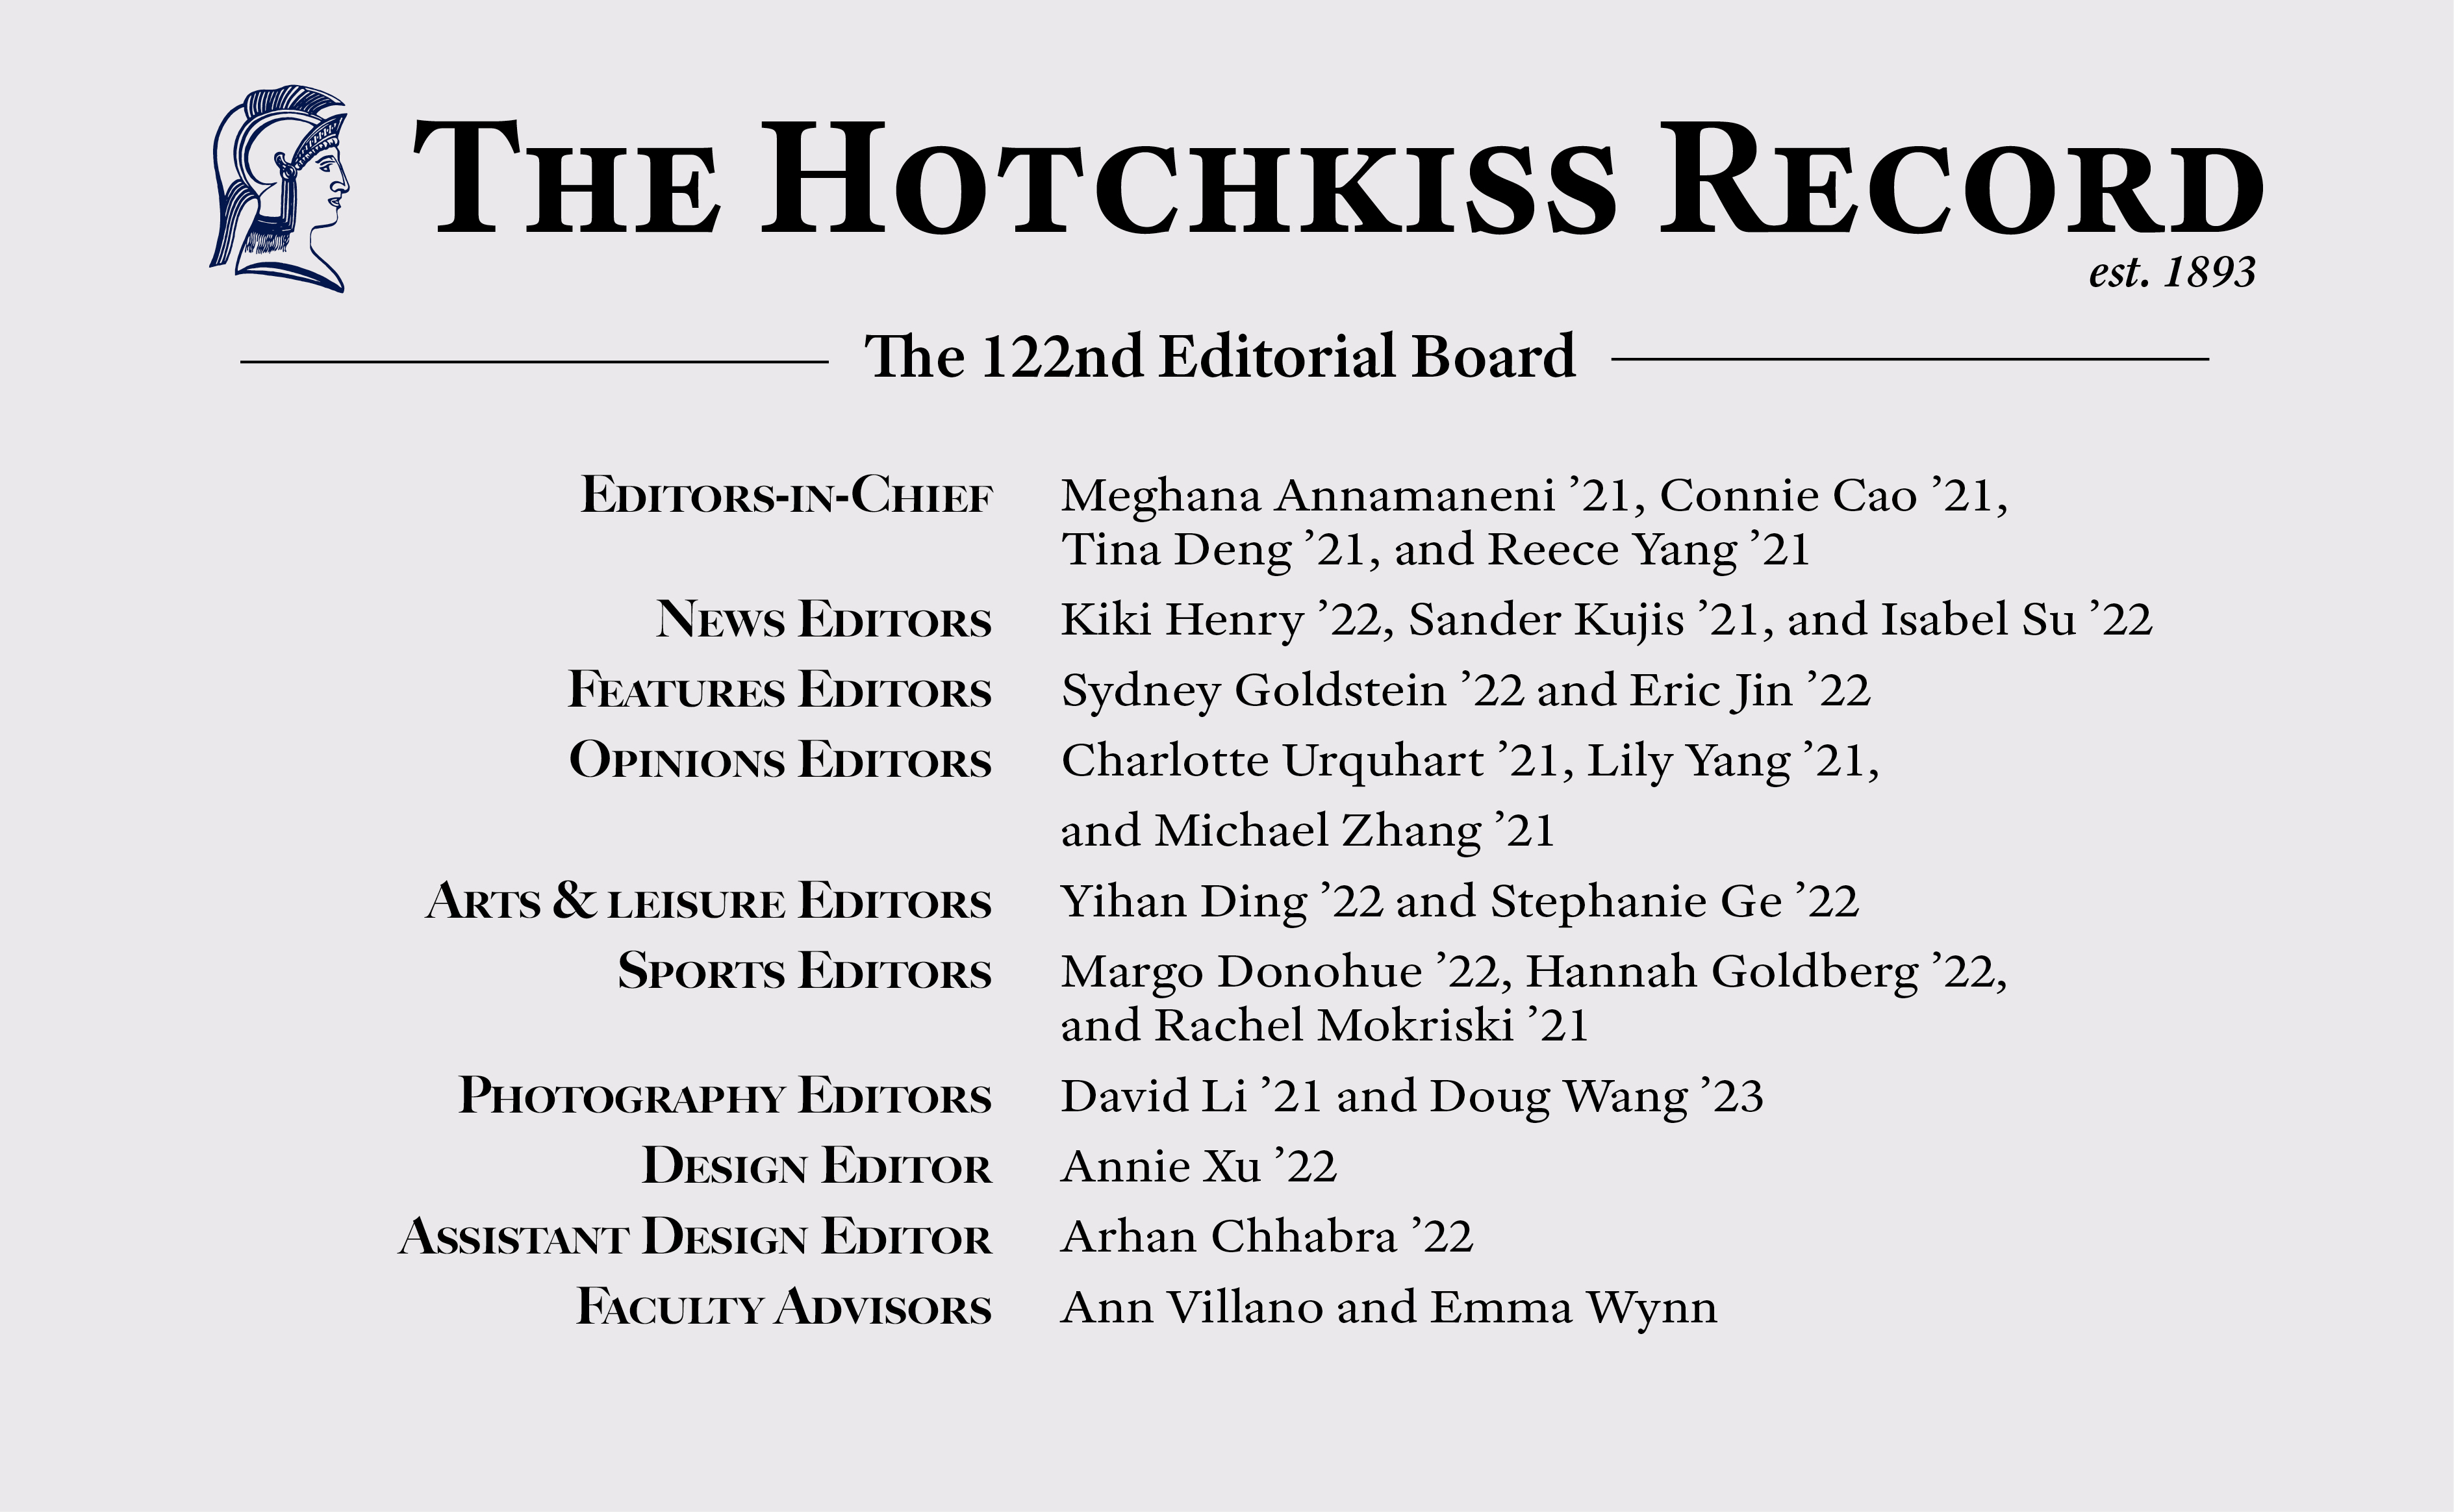 THE HOTCHKISS RECORD
est. 1893
The 122nd Editorial Board
EDITORS-IN-CHIEF Meghana Annamaneni ’21, Connie Cao ’21,
Tina Deng ’21, and Reece Yang ’21
NEWS EDITORS Kiki Henry ’22, Sander Kujis ’21, and Isabel Su ’22
FEATURES EDITORS Sydney Goldstein ’22 and Eric Jin ’22
OPINIONS EDITORS Charlotte Urquhart ’21, Lily Yang ’21,
and Michael Zhang ’21
ARTS & LEISURE EDITORS Yihan Ding ’22 and Stephanie Ge ’22
SPORTS EDITORS Margo Donohue ’22, Hannah Goldberg ’22,
and Rachel Mokriski ’21
PHOTOGRAPHY EDITORS David Li ’21 and Doug Wang ’23
DESIGN EDITOR Annie Xu ’22
ASSISTANT DESIGN EDITOR Arhan Chhabra ’22
FACULTY ADVISORS Ann Villano and Emma Wynn